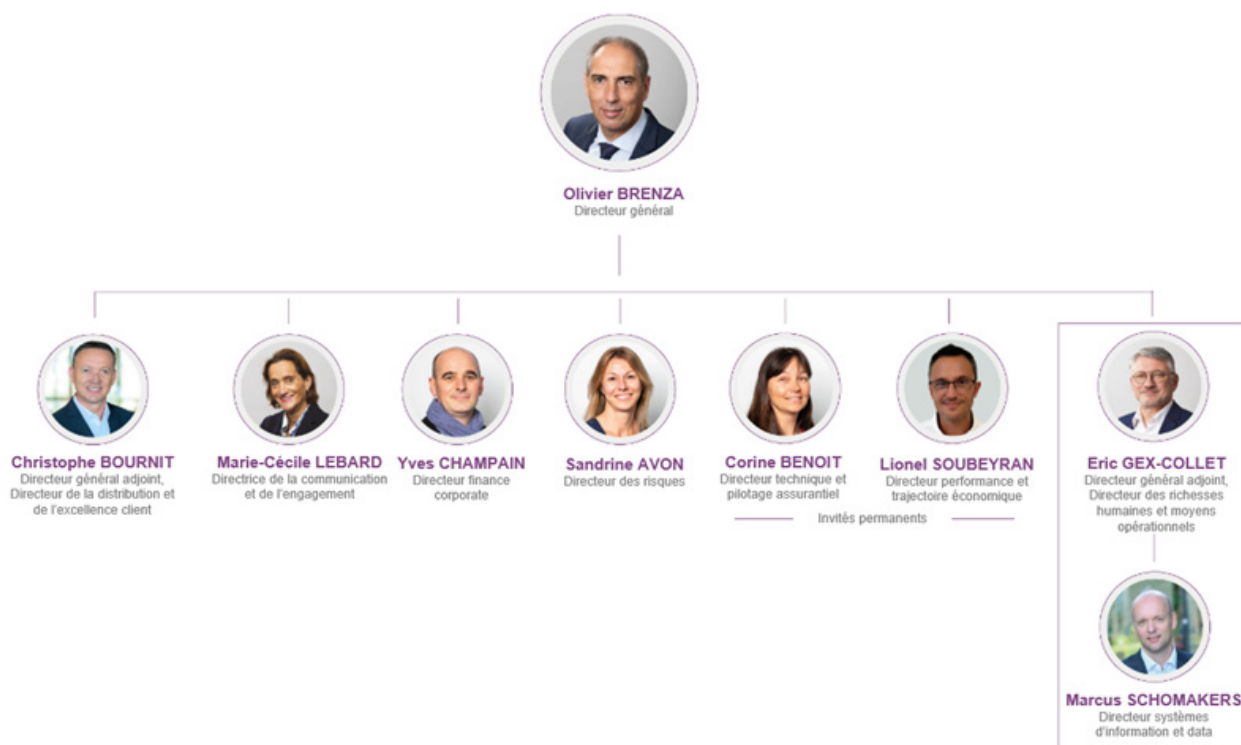 Olivier BRENZA
Directeur général
Christophe BOURNIT
Directeur général adjoint,
Directeur de la distribution et
de l'excellence client
Marie-Cécile LEBARD
Directrice de la communication
et de l'engagement
Yves CHAMPAIN
Directeur finance
corporate
Sandrine AVON
Directeur des risques
Corine BENOIT
Directeur technique et
pilotage assurantiel
Lionel SOUBEYRAN
Directeur performance et
trajectoire économique
Invités permanents
Eric GEX-COLLET
Directeur général adjoint,
Directeur des richesses
humaines et moyens
opérationnels
Marcus SCHOMAKERS
Directeur systèmes
d'information et data